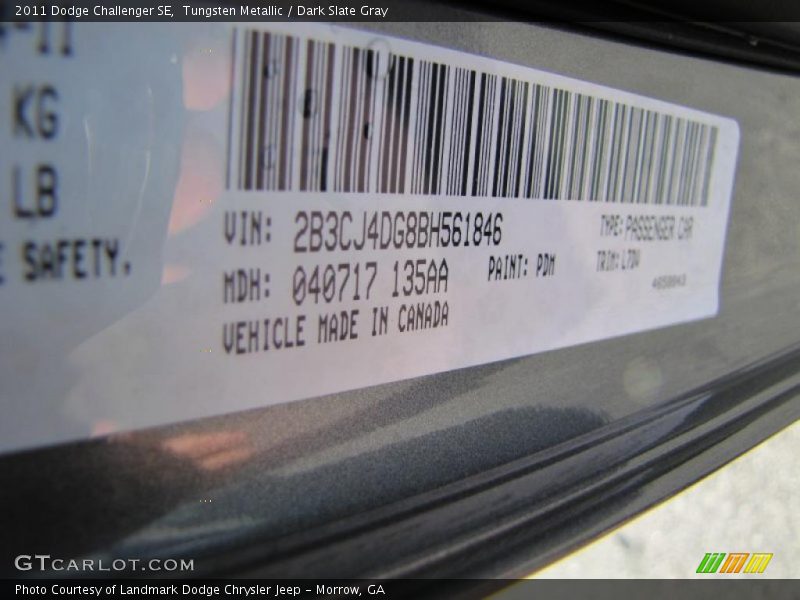 2011 Dodge Challenger SE, Tungsten Metallic / Dark Slate Gray
KG
LB
SAFETY.
VIN: 2B3CJ4DG8BH561846
TYPE: PASSENGER CAR
MDH: 040717 135AA
PAINT: PDM
TRIM: L7DV
VEHICLE MADE IN CANADA
GTCARLOT.COM
Photo Courtesy of Landmark Dodge Chrysler Jeep – Morrow, GA